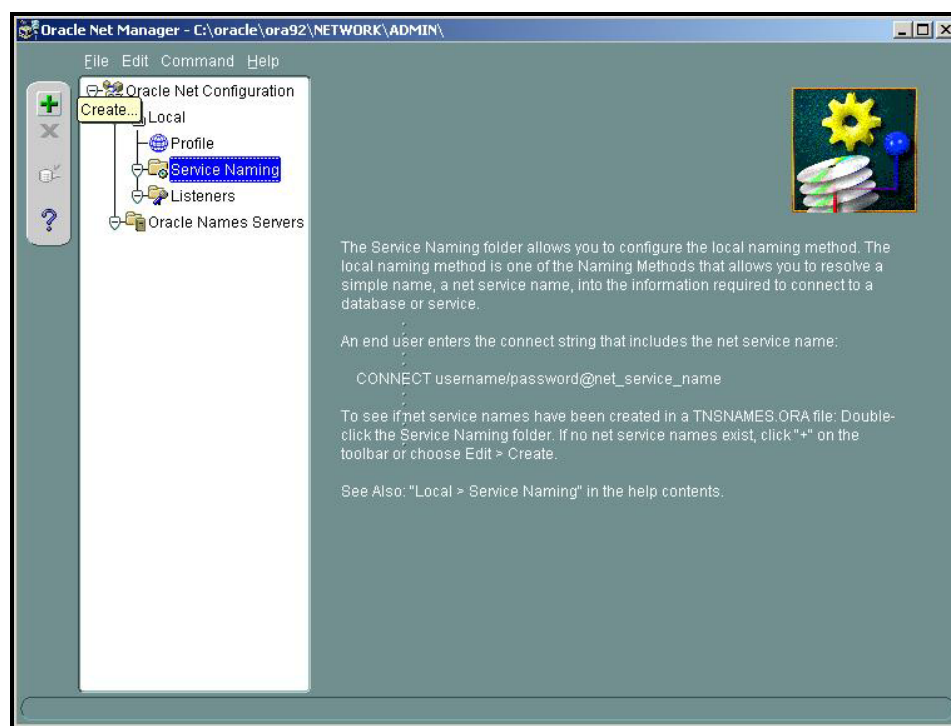 Oracle Net Manager - C:\oracle\ora92\NETWORK\ADMIN\
File Edit Command Help
Oracle Net Configuration
Create...
Local
Profile
Service Naming
Listeners
Oracle Names Servers
The Service Naming folder allows you to configure the local naming method. The
local naming method is one of the Naming Methods that allows you to resolve a
simple name, a net service name, into the information required to connect to a
database or service.
An end user enters the connect string that includes the net service name:
CONNECT username/password@net_service_name
To see if net service names have been created in a TNSNAMES.ORA file: Double-
click the Service Naming folder. If no net service names exist, click "+" on the
toolbar or choose Edit > Create.
See Also: "Local > Service Naming" in the help contents.